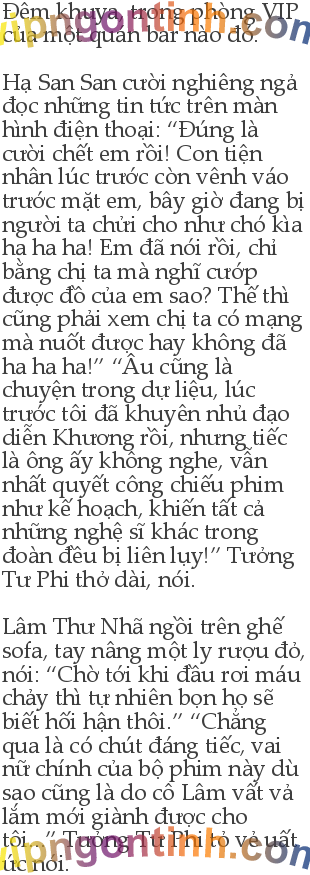 Đêm khuya, trong phòng VIP
của một quán bar nào đó.
Hạ San San cười nghiêng ngả
đọc những tin tức trên màn
hình điện thoại: “Đúng là
cười chết em rồi! Con tiện
nhân lúc trước còn vênh váo
trước mặt em, bây giờ đang bị
người ta chửi cho như chó kìa
ha ha ha! Em đã nói rồi, chỉ
bằng chị ta mà nghĩ cướp
được đồ của em sao? Thế thì
cũng phải xem chị ta có mạng
mà nuốt được hay không đã
ha ha ha!” “Âu cũng là
chuyện trong dự liệu, lúc
trước tôi đã khuyên nhủ đạo
diễn Khương rồi, nhưng tiếc
là ông ấy không nghe, vẫn
nhất quyết công chiếu phim
như kế hoạch, khiến tất cả
những nghệ sĩ khác trong
đoàn đều bị liên lụy!” Tưởng
Tư Phi thở dài, nói.
Lâm Thư Nhã ngồi trên ghế
sofa, tay nâng một ly rượu đỏ,
nói: “Chờ tới khi đầu rơi máu
chảy thì tự nhiên bọn họ sẽ
biết hối hận thôi.” “Chẳng
qua là có chút đáng tiếc, vai
nữ chính của bộ phim này dù
sao cũng là do cô Lâm vất vả
lắm mới giành được cho
tôi...” Tưởng Tư Phi tỏ vẻ uất
ức nói.
vipngontinh.com
vipngontinh.com